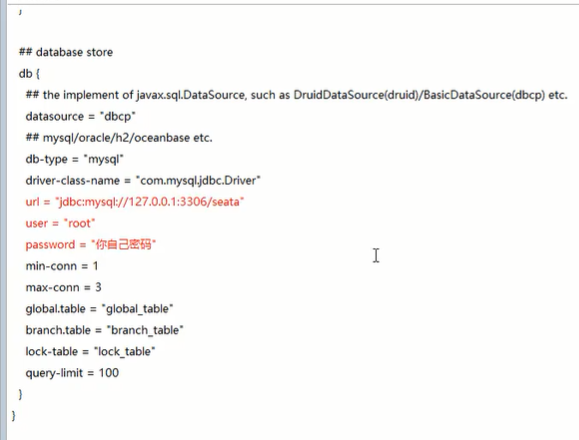 }
## database store
db {
## the implement of javax.sql.DataSource, such as DruidDataSource(druid)/BasicDataSource(dbcp) etc.
datasource = "dbcp"
## mysql/oracle/h2/oceanbase etc.
db-type = "mysql"
driver-class-name = "com.mysql.jdbc.Driver"
url = "jdbc:mysql://127.0.0.1:3306/seata"
user = "root"
password = "你自己密码"
min-conn = 1
max-conn = 3
global.table = "global_table"
branch.table = "branch_table"
lock-table = "lock_table"
query-limit = 100
}
}